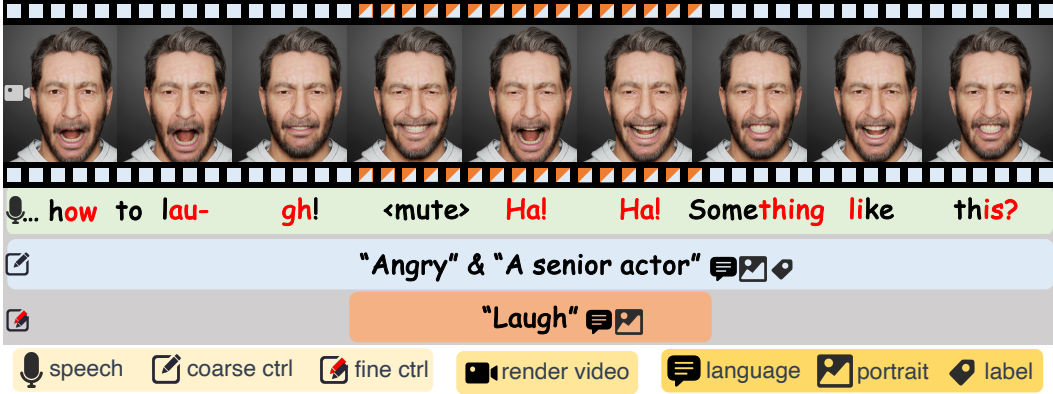 ... how to lau- gh! <mute> Ha! Ha! Something like this?
“Angry” & “A senior actor”
“Laugh”
speech coarse ctrl fine ctrl render video language portrait label